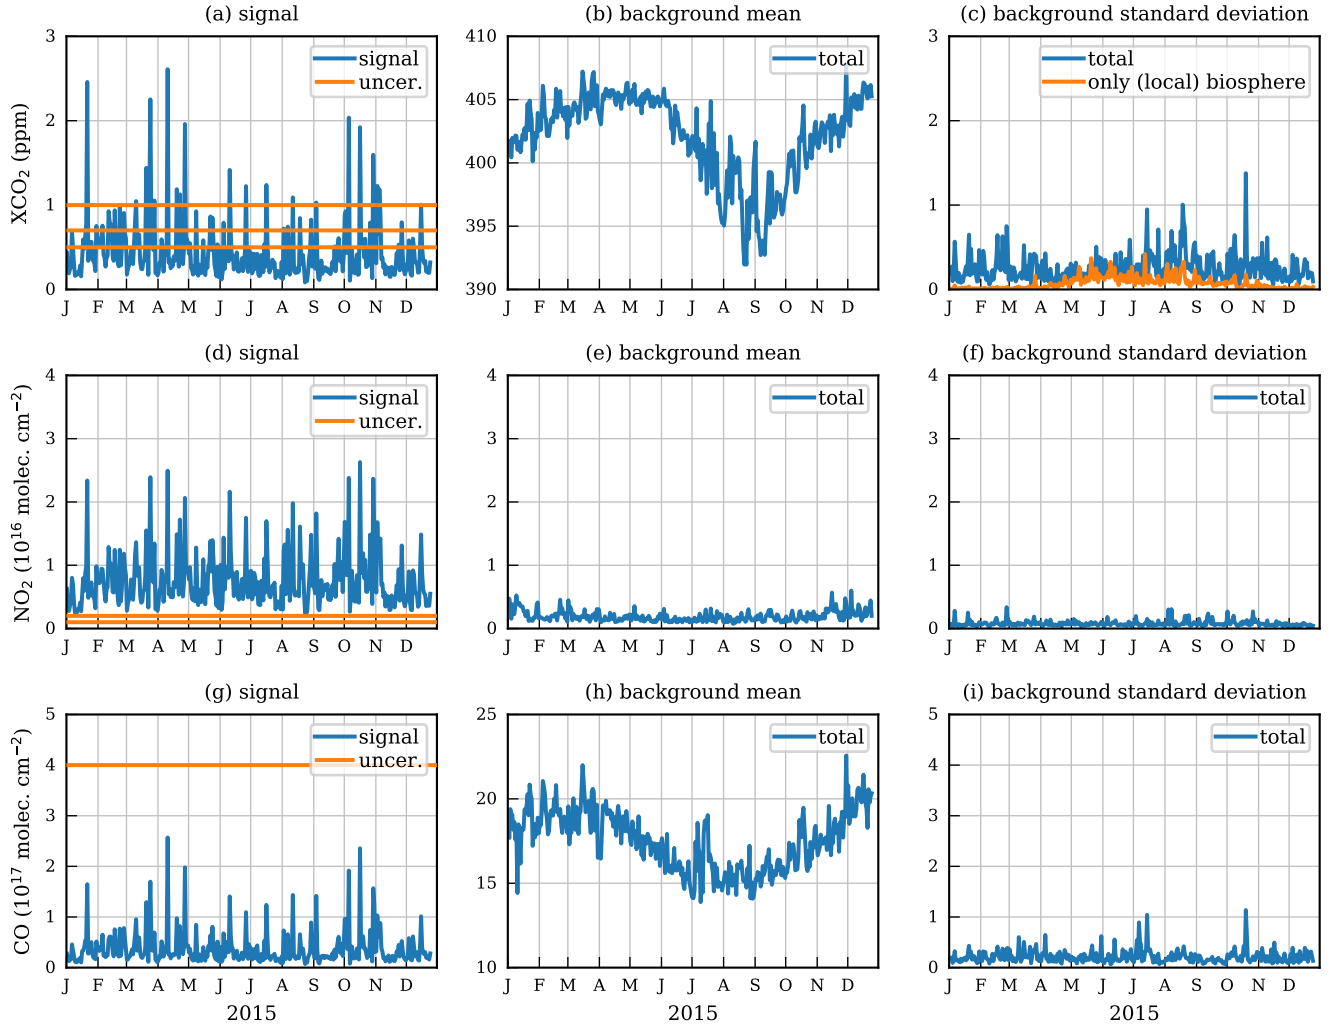 (a) signal
(b) background mean
(c) background standard deviation
XCO₂ (ppm)
3
2
1
0
signal
uncer.
J F M A M J J A S O N D
410
405
400
395
390
total
J F M A M J J A S O N D
3
2
1
0
total
only (local) biosphere
J F M A M J J A S O N D
(d) signal
(e) background mean
(f) background standard deviation
NO₂ (10¹⁶ molec. cm⁻²)
4
3
2
1
0
signal
uncer.
J F M A M J J A S O N D
4
3
2
1
0
total
J F M A M J J A S O N D
4
3
2
1
0
total
J F M A M J J A S O N D
(g) signal
(h) background mean
(i) background standard deviation
CO (10¹⁷ molec. cm⁻²)
5
4
3
2
1
0
signal
uncer.
J F M A M J J A S O N D
2015
25
20
15
10
total
J F M A M J J A S O N D
2015
5
4
3
2
1
0
total
J F M A M J J A S O N D
2015